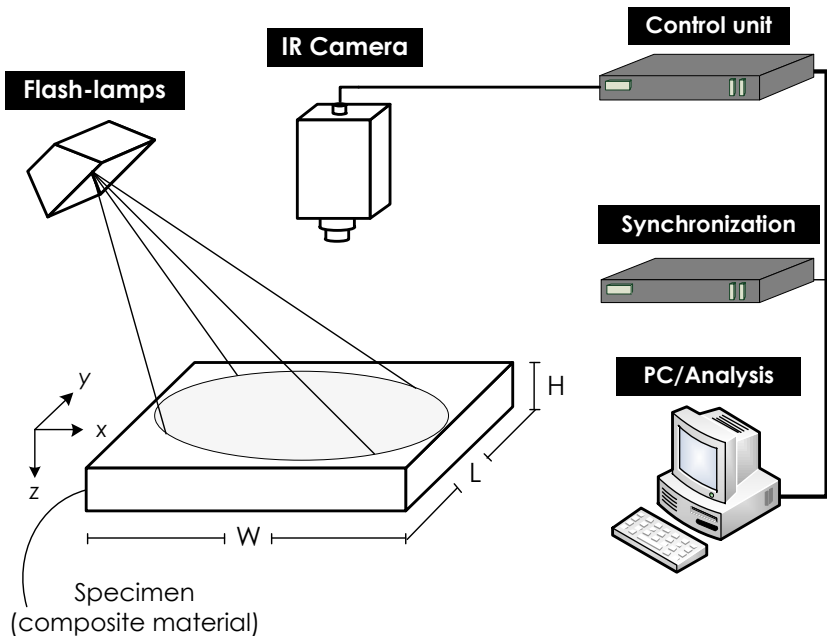 Control unit
IR Camera
Flash-lamps
Synchronization
PC/Analysis
y
x
z
H
L
W
Specimen
(composite material)